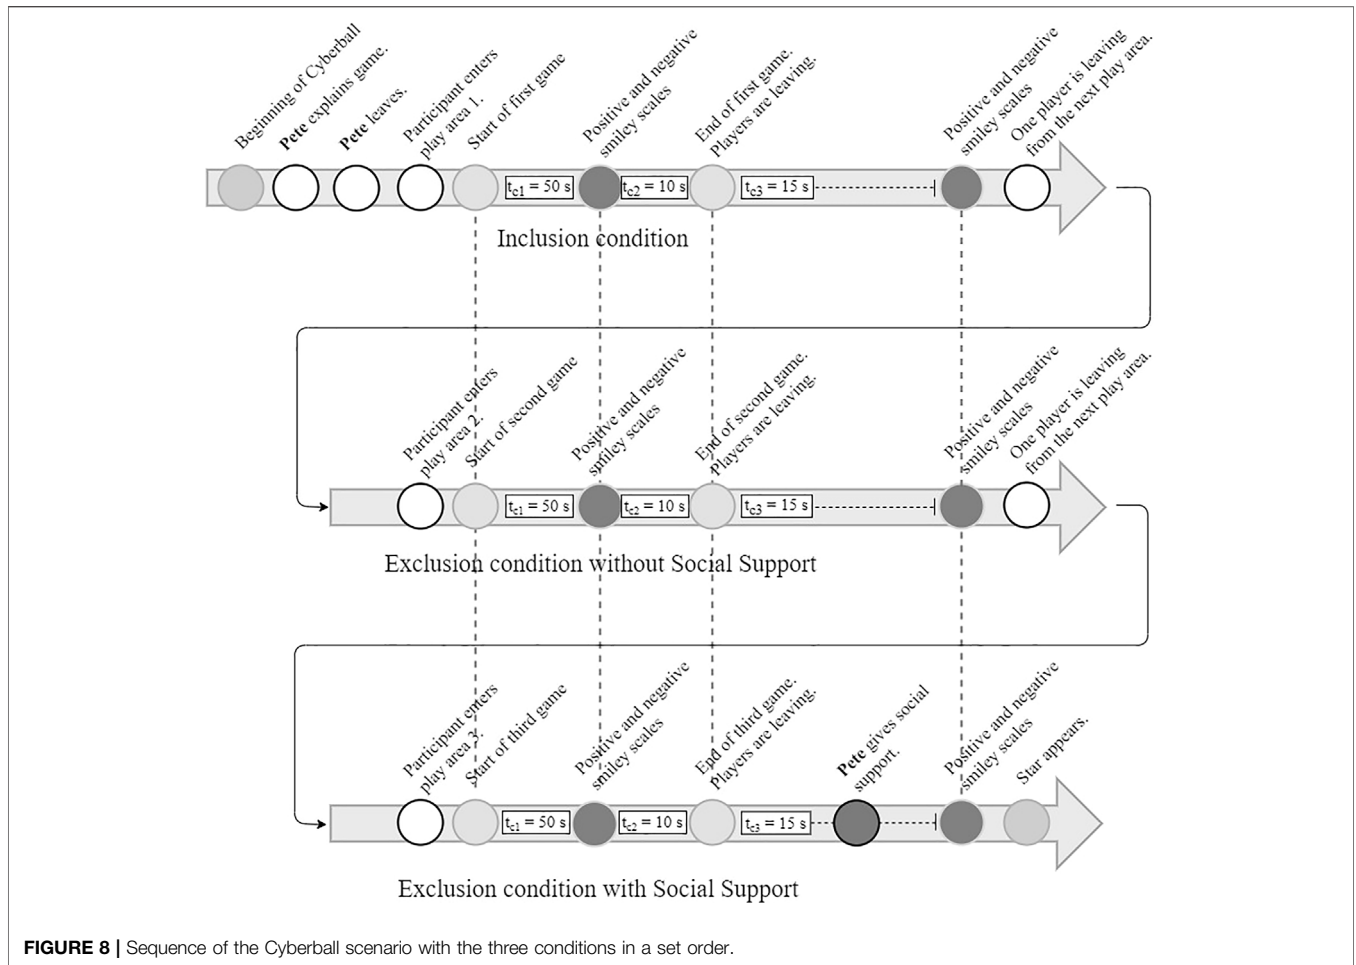 Beginning of Cyberball
Pete explains game.
Pete leaves.
Participant enters
play area 1.
Start of first game
Positive and negative
smiley scales
End of first game.
Players are leaving.
Positive and negative
smiley scales
One player is leaving
from the next play area.
tc1 = 50 s
tc2 = 10 s
tc3 = 15 s
Inclusion condition
Participant enters
play area 2.
Start of second game
Positive and negative
smiley scales
End of second game.
Players are leaving.
Positive and negative
smiley scales
One player is leaving
from the next play area.
tc1 = 50 s
tc2 = 10 s
tc3 = 15 s
Exclusion condition without Social Support
Participant enters
play area 3.
Start of third game
Positive and negative
smiley scales
End of third game.
Players are leaving.
Pete gives social
support.
Positive and negative
smiley scales
Star appears.
tc1 = 50 s
tc2 = 10 s
tc3 = 15 s
Exclusion condition with Social Support
FIGURE 8 | Sequence of the Cyberball scenario with the three conditions in a set order.